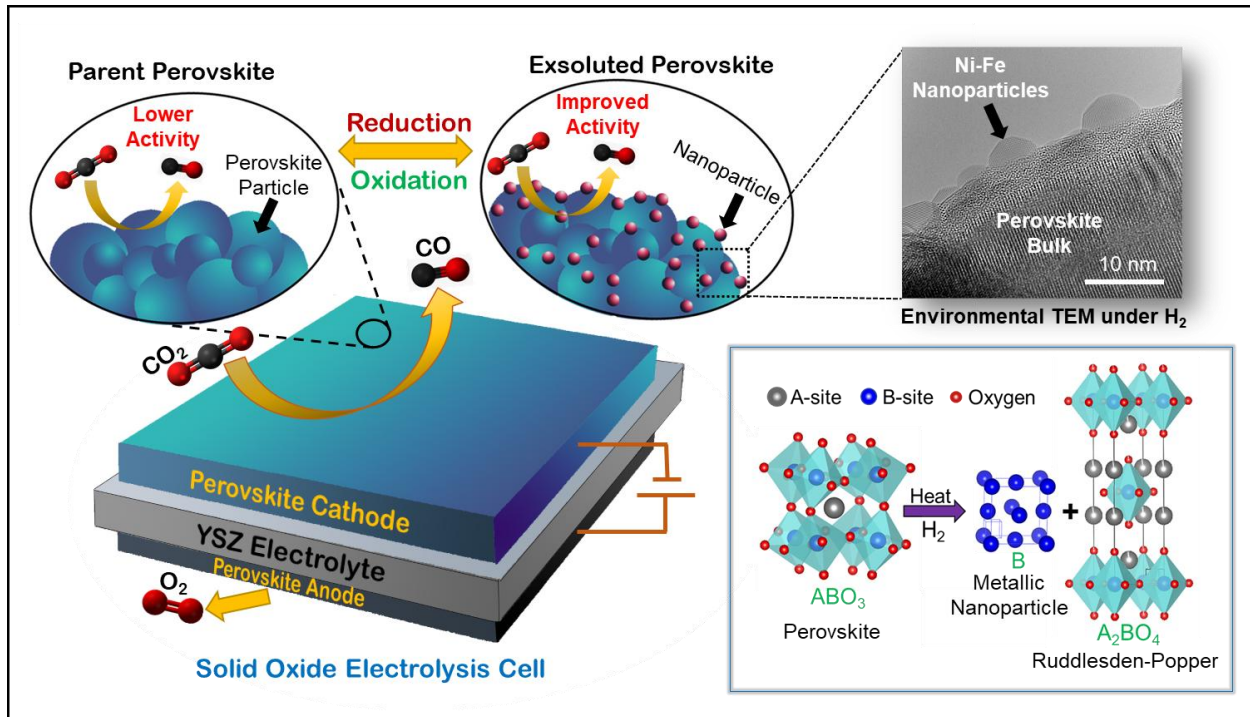 Parent Perovskite
Lower
Activity
Perovskite
Particle
Reduction
Oxidation
Exsoluted Perovskite
Improved
Activity
Nanoparticle
Ni-Fe
Nanoparticles
Perovskite
Bulk
10 nm
Environmental TEM under H₂
CO
CO₂
Perovskite Cathode
YSZ Electrolyte
Perovskite Anode
O₂
Solid Oxide Electrolysis Cell
A-site
B-site
Oxygen
Heat
H₂
+
ABO₃
Perovskite
B
Metallic
Nanoparticle
A₂BO₄
Ruddlesden-Popper